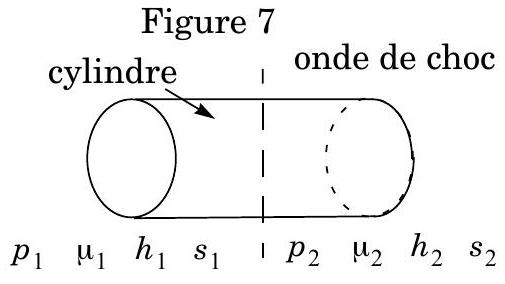 Figure 7
onde de choc
cylindre
p₁ μ₁ h₁ s₁ p₂ μ₂ h₂ s₂